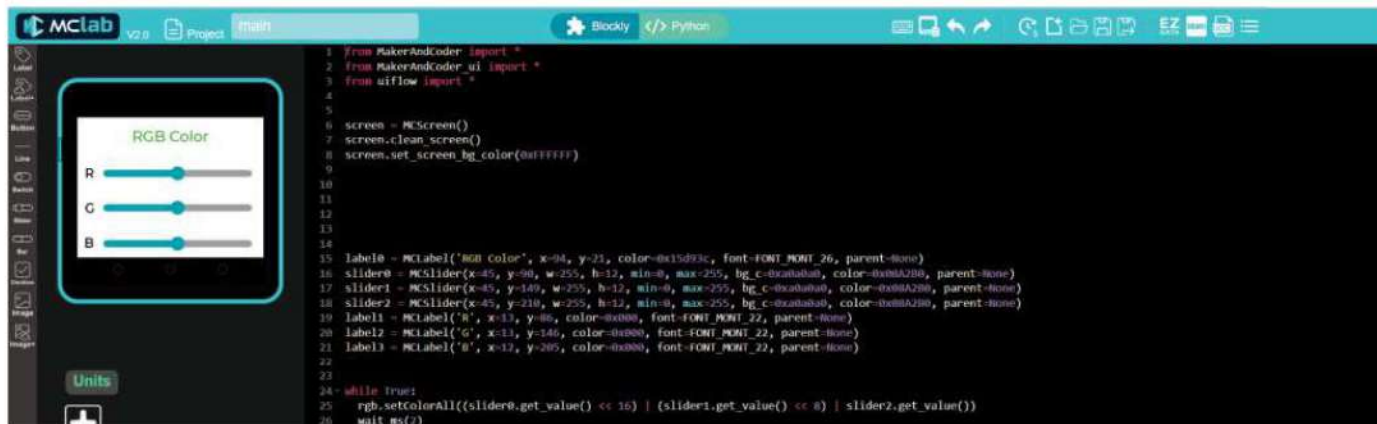 MClab V2.0 Project main Blockly </> Python
Label
Label+
Button
Line
Switch
Slider
Bar
Image
Image+
RGB Color
R
G
B
Units
1 from MakerAndCoder import *
2 from MakerAndCoder_ui import *
3 from uiflow import *
4
5
6 screen = MCScreen()
7 screen.clean_screen()
8 screen.set_screen_bg_color(0xFFFFFF)
9
10
11
12
13
14
15 label0 = MCLabel('RGB Color', x=94, y=21, color=0x15d93c, font=FONT_MONT_26, parent=None)
16 slider0 = MCSlider(x=45, y=90, w=255, h=12, min=0, max=255, bg_c=0xa0a0a0, color=0x08A2B0, parent=None)
17 slider1 = MCSlider(x=45, y=149, w=255, h=12, min=0, max=255, bg_c=0xa0a0a0, color=0x08A2B0, parent=None)
18 slider2 = MCSlider(x=45, y=210, w=255, h=12, min=0, max=255, bg_c=0xa0a0a0, color=0x08A2B0, parent=None)
19 label1 = MCLabel('R', x=13, y=86, color=0x000, font=FONT_MONT_22, parent=None)
20 label2 = MCLabel('G', x=13, y=146, color=0x000, font=FONT_MONT_22, parent=None)
21 label3 = MCLabel('B', x=12, y=205, color=0x000, font=FONT_MONT_22, parent=None)
22
23
24 while True:
25 rgb.setColorAll((slider0.get_value() << 16) | (slider1.get_value() << 8) | slider2.get_value())
26 wait_ms(2)